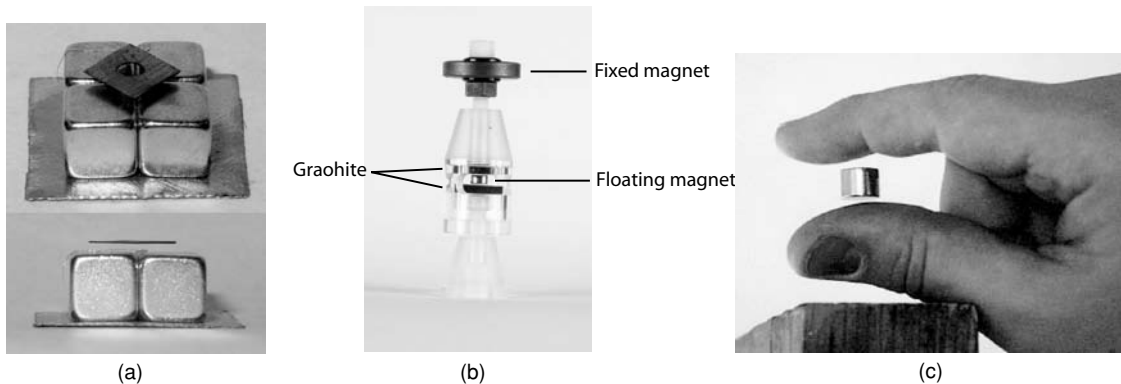 Fixed magnet
Graohite
Floating magnet
(a)
(b)
(c)